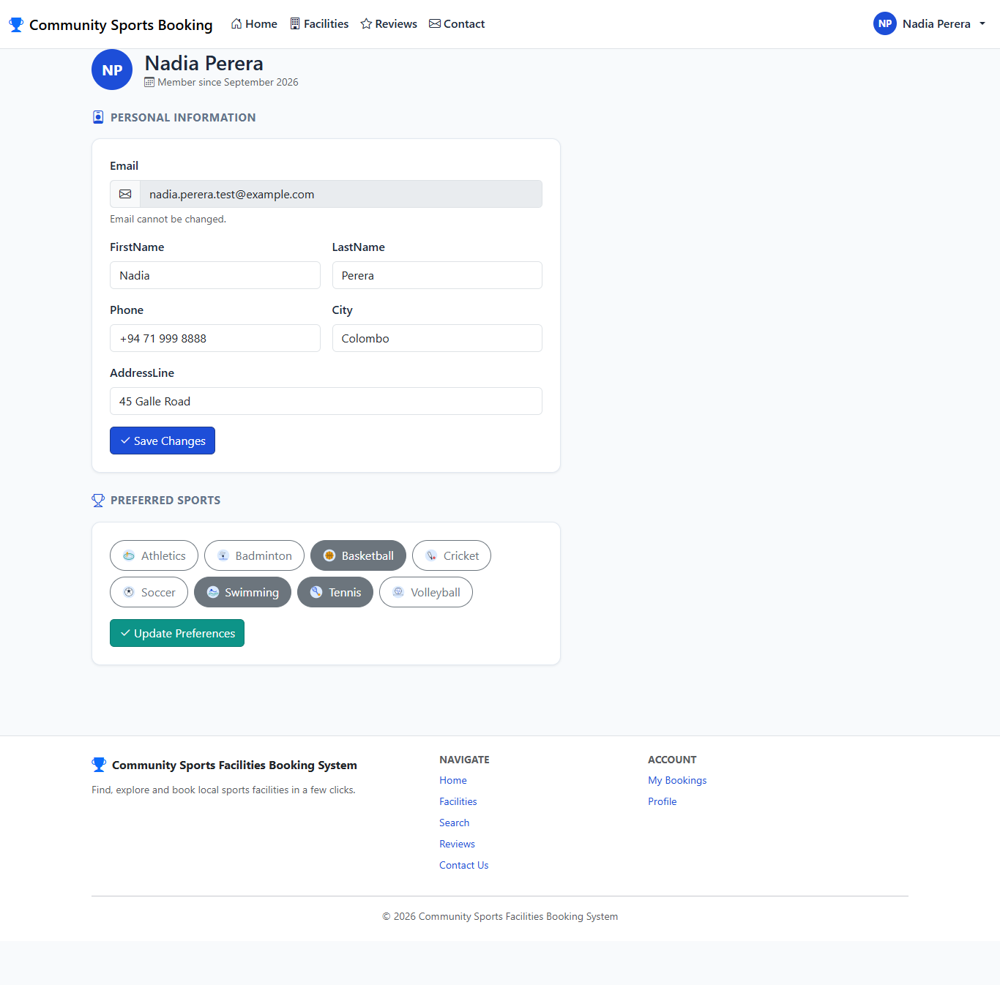 Community Sports Booking Home Facilities Reviews Contact NP Nadia Perera
NP Nadia Perera
Member since September 2026
PERSONAL INFORMATION
Email
nadia.perera.test@example.com
Email cannot be changed.
FirstName LastName
Nadia Perera
Phone City
+94 71 999 8888 Colombo
AddressLine
45 Galle Road
Save Changes
PREFERRED SPORTS
Athletics Badminton Basketball Cricket
Soccer Swimming Tennis Volleyball
Update Preferences
Community Sports Facilities Booking System
Find, explore and book local sports facilities in a few clicks.
NAVIGATE
Home
Facilities
Search
Reviews
Contact Us
ACCOUNT
My Bookings
Profile
© 2026 Community Sports Facilities Booking System